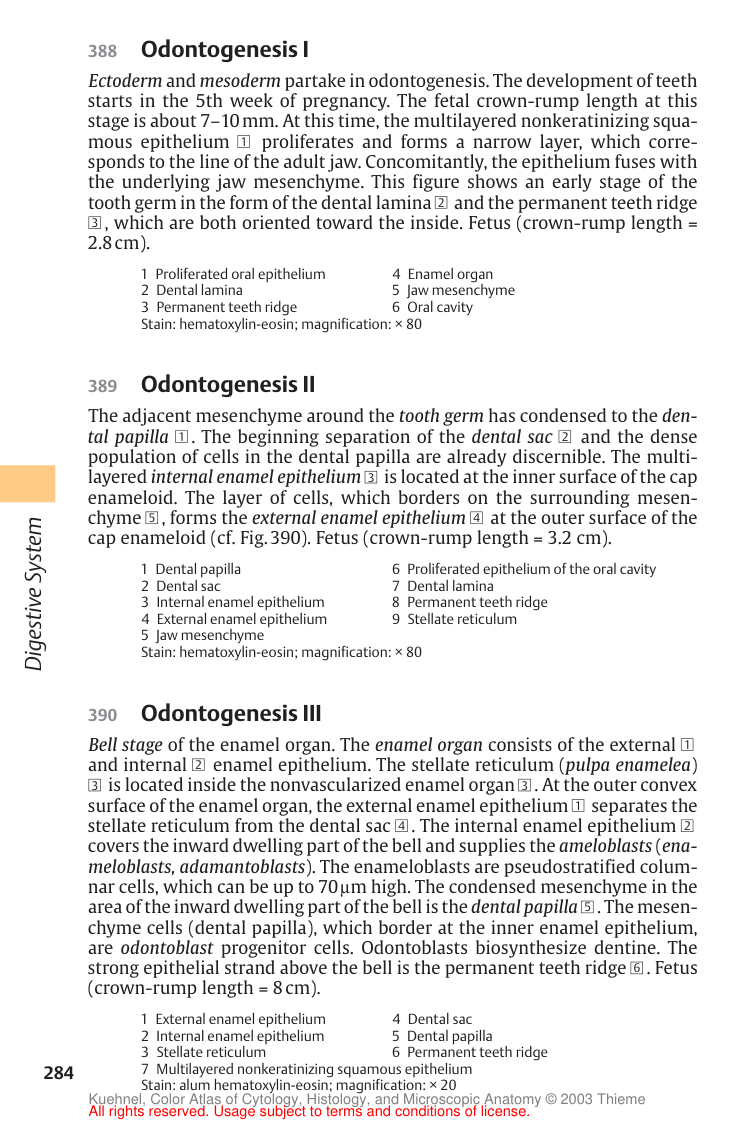 388 Odontogenesis I
Ectoderm and mesoderm partake in odontogenesis. The development of teeth
starts in the 5th week of pregnancy. The fetal crown-rump length at this
stage is about 7–10 mm. At this time, the multilayered nonkeratinizing squa-
mous epithelium 1 proliferates and forms a narrow layer, which corre-
sponds to the line of the adult jaw. Concomitantly, the epithelium fuses with
the underlying jaw mesenchyme. This figure shows an early stage of the
tooth germ in the form of the dental lamina 2 and the permanent teeth ridge
3, which are both oriented toward the inside. Fetus (crown-rump length =
2.8 cm).
1 Proliferated oral epithelium
2 Dental lamina
3 Permanent teeth ridge
4 Enamel organ
5 Jaw mesenchyme
6 Oral cavity
Stain: hematoxylin-eosin; magnification: × 80
389 Odontogenesis II
The adjacent mesenchyme around the tooth germ has condensed to the den-
tal papilla 1. The beginning separation of the dental sac 2 and the dense
population of cells in the dental papilla are already discernible. The multi-
layered internal enamel epithelium 3 is located at the inner surface of the cap
enameloid. The layer of cells, which borders on the surrounding mesen-
chyme 5, forms the external enamel epithelium 4 at the outer surface of the
cap enameloid (cf. Fig. 390). Fetus (crown-rump length = 3.2 cm).
1 Dental papilla
2 Dental sac
3 Internal enamel epithelium
4 External enamel epithelium
5 Jaw mesenchyme
6 Proliferated epithelium of the oral cavity
7 Dental lamina
8 Permanent teeth ridge
9 Stellate reticulum
Stain: hematoxylin-eosin; magnification: × 80
Digestive System
390 Odontogenesis III
Bell stage of the enamel organ. The enamel organ consists of the external 1
and internal 2 enamel epithelium. The stellate reticulum (pulpa enamelea)
3 is located inside the nonvascularized enamel organ 3. At the outer convex
surface of the enamel organ, the external enamel epithelium 1 separates the
stellate reticulum from the dental sac 4. The internal enamel epithelium 2
covers the inward dwelling part of the bell and supplies the ameloblasts (ena-
meloblasts, adamantoblasts). The enameloblasts are pseudostratified colum-
nar cells, which can be up to 70 µm high. The condensed mesenchyme in the
area of the inward dwelling part of the bell is the dental papilla 5. The mesen-
chyme cells (dental papilla), which border at the inner enamel epithelium,
are odontoblast progenitor cells. Odontoblasts biosynthesize dentine. The
strong epithelial strand above the bell is the permanent teeth ridge 6. Fetus
(crown-rump length = 8 cm).
1 External enamel epithelium
2 Internal enamel epithelium
3 Stellate reticulum
4 Dental sac
5 Dental papilla
6 Permanent teeth ridge
7 Multilayered nonkeratinizing squamous epithelium
Stain: alum hematoxylin-eosin; magnification: × 20
284
Kuehnel, Color Atlas of Cytology, Histology, and Microscopic Anatomy © 2003 Thieme
All rights reserved. Usage subject to terms and conditions of license.